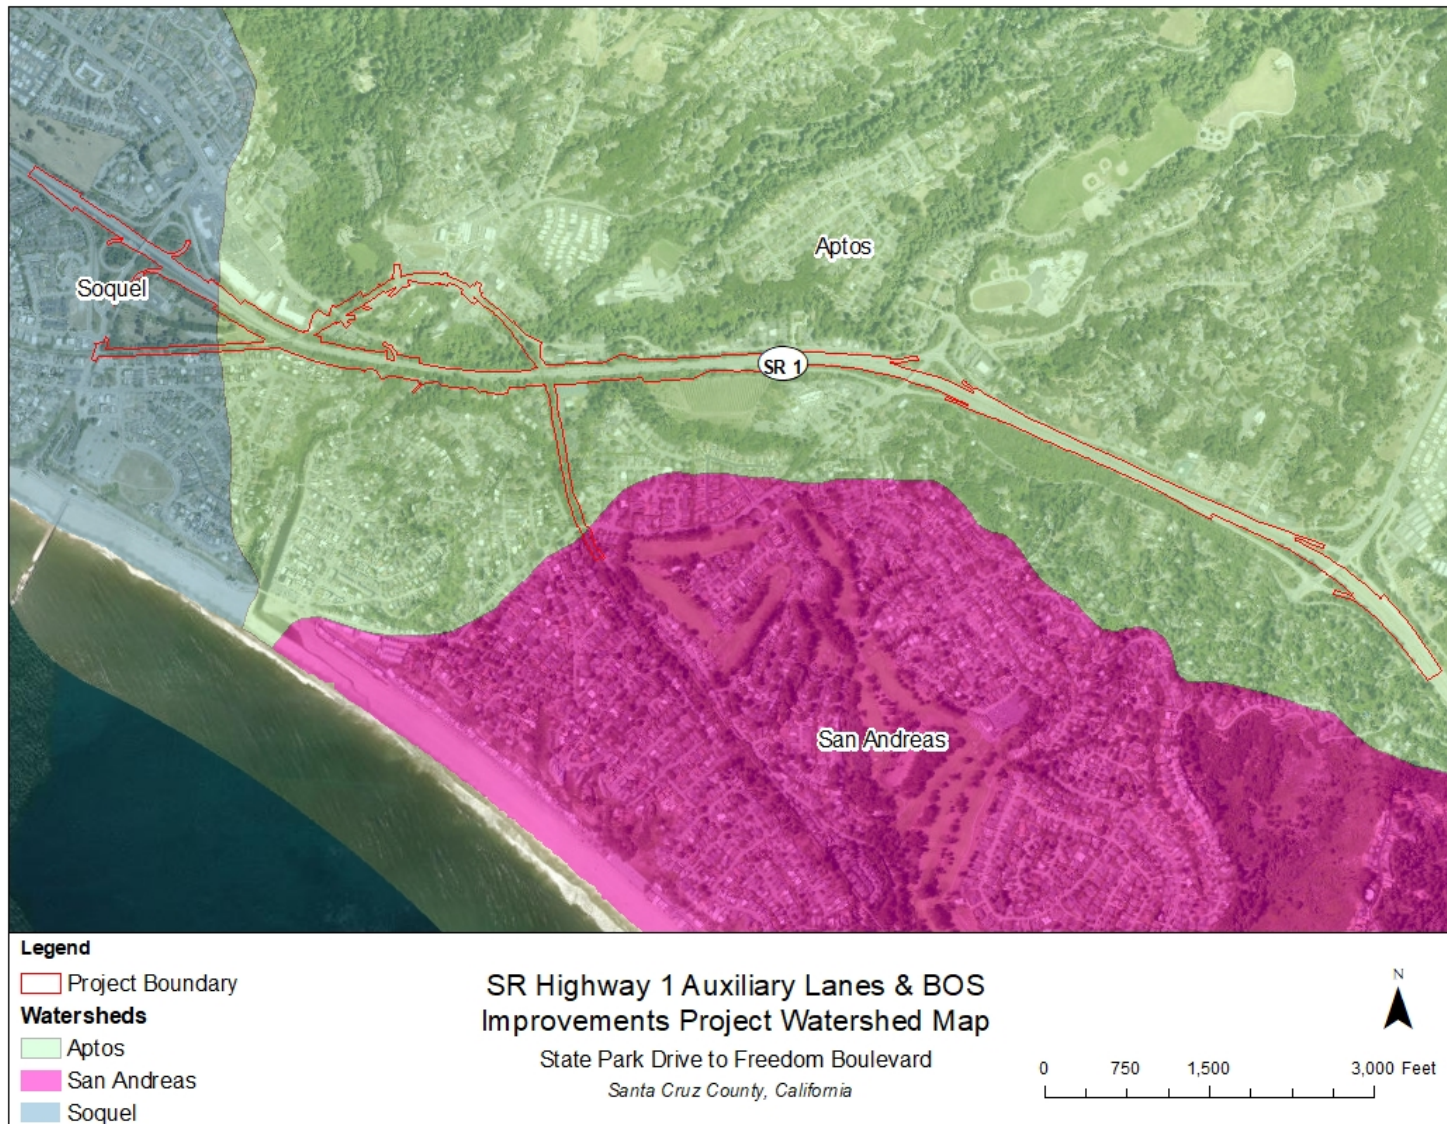 Aptos
Soquel
SR 1
San Andreas
Legend
Project Boundary
Watersheds
Aptos
San Andreas
Soquel
SR Highway 1 Auxiliary Lanes & BOS
Improvements Project Watershed Map
State Park Drive to Freedom Boulevard
Santa Cruz County, California
N
0 750 1,500 3,000 Feet